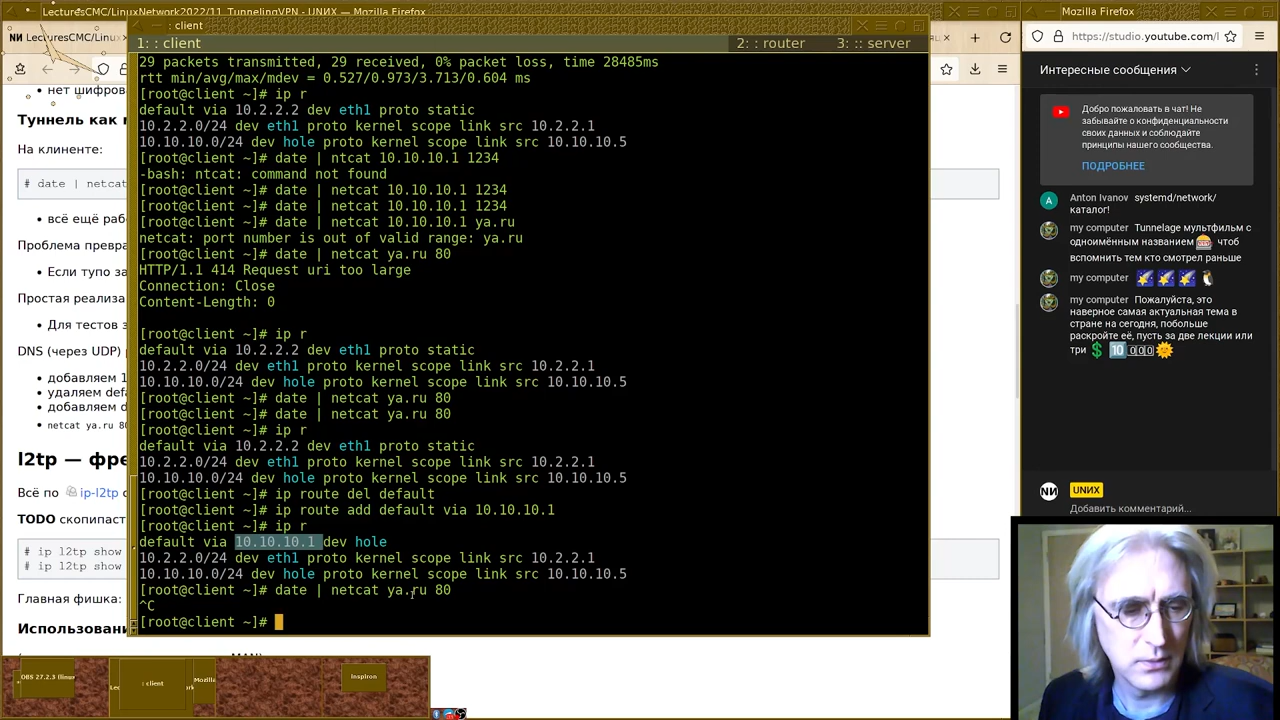 LecturesCMC/LinuxNetwork2022/11_TunnelingVPN - UNИX — Mozilla Firefox
: client
Mozilla Firefox
NИ LecturesCMC/Linux
1: : client
2: : router
3: : server
https://studio.youtube.com/l
нет шифрова
Туннель как
На клиненте:
# date | netcat
всё ещё раб
Проблема превра
Если тупо за
Простая реализа
Для тестов з
DNS (через UDP)
добавляем 1
удаляем defa
добавляем d
netcat ya.ru 80
l2tp — фре
Всё по ip-l2tp
TODO скопипаст
# ip l2tp show
# ip l2tp show
Главная фишка:
Использовани
29 packets transmitted, 29 received, 0% packet loss, time 28485ms
rtt min/avg/max/mdev = 0.527/0.973/3.713/0.604 ms
[root@client ~]# ip r
default via 10.2.2.2 dev eth1 proto static
10.2.2.0/24 dev eth1 proto kernel scope link src 10.2.2.1
10.10.10.0/24 dev hole proto kernel scope link src 10.10.10.5
[root@client ~]# date | ntcat 10.10.10.1 1234
-bash: ntcat: command not found
[root@client ~]# date | netcat 10.10.10.1 1234
[root@client ~]# date | netcat 10.10.10.1 1234
[root@client ~]# date | netcat 10.10.10.1 ya.ru
netcat: port number is out of valid range: ya.ru
[root@client ~]# date | netcat ya.ru 80
HTTP/1.1 414 Request uri too large
Connection: Close
Content-Length: 0
[root@client ~]# ip r
default via 10.2.2.2 dev eth1 proto static
10.2.2.0/24 dev eth1 proto kernel scope link src 10.2.2.1
10.10.10.0/24 dev hole proto kernel scope link src 10.10.10.5
[root@client ~]# date | netcat ya.ru 80
[root@client ~]# date | netcat ya.ru 80
[root@client ~]# ip r
default via 10.2.2.2 dev eth1 proto static
10.2.2.0/24 dev eth1 proto kernel scope link src 10.2.2.1
10.10.10.0/24 dev hole proto kernel scope link src 10.10.10.5
[root@client ~]# ip route del default
[root@client ~]# ip route add default via 10.10.10.1
[root@client ~]# ip r
default via 10.10.10.1 dev hole
10.2.2.0/24 dev eth1 proto kernel scope link src 10.2.2.1
10.10.10.0/24 dev hole proto kernel scope link src 10.10.10.5
[root@client ~]# date | netcat ya.ru 80
^C
[root@client ~]#
Интересные сообщения
Добро пожаловать в чат! Не
забывайте о
конфиденциальности
своих данных и соблюдайте
принципы нашего сообщества.
ПОДРОБНЕЕ
Anton Ivanov systemd/network/
каталог!
my computer Tunnelage мультфильм
с одноимённым названием чтоб
вспомнить тем кто смотрел раньше
my computer
my computer Пожалуйста, это
наверное самая актуальная тема в
стране на сегодня, побольше
раскройте её, пусть за две лекции или
три 10
NИ UNИX
Добавить комментарий...
OBS 27.2.3 (linux
: client
Mozilla
Inspiron